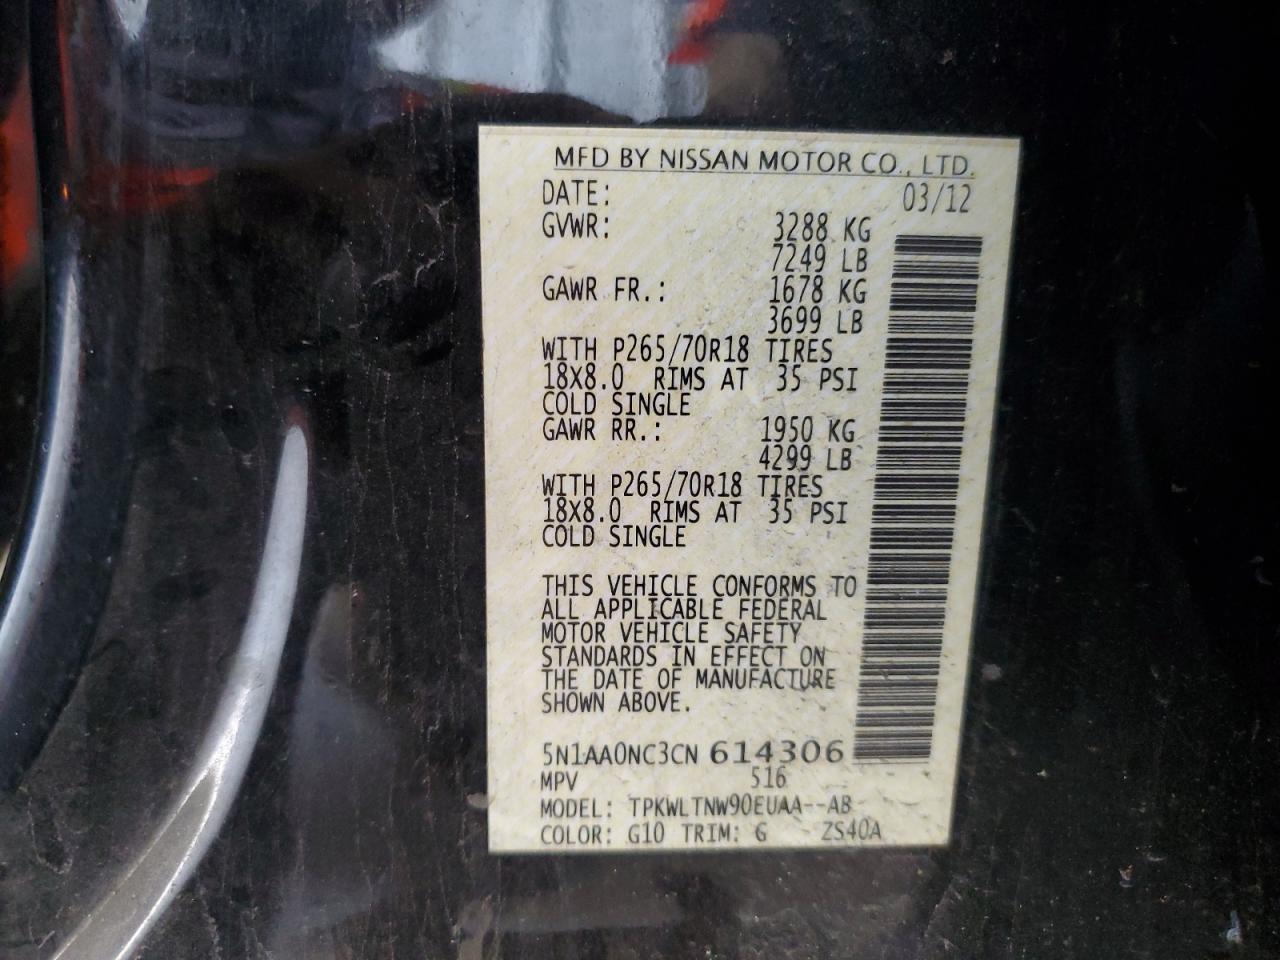 MFD BY NISSAN MOTOR CO., LTD.
DATE: 03/12
GVWR: 3288 KG
7249 LB
GAWR FR.: 1678 KG
3699 LB
WITH P265/70R18 TIRES
18X8.0 RIMS AT 35 PSI
COLD SINGLE
GAWR RR.: 1950 KG
4299 LB
WITH P265/70R18 TIRES
18X8.0 RIMS AT 35 PSI
COLD SINGLE
THIS VEHICLE CONFORMS TO
ALL APPLICABLE FEDERAL
MOTOR VEHICLE SAFETY
STANDARDS IN EFFECT ON
THE DATE OF MANUFACTURE
SHOWN ABOVE.
5N1AA0NC3CN614306
MPV 516
MODEL: TPKWLTNW90EUAA--AB
COLOR: G10 TRIM: G ZS40A